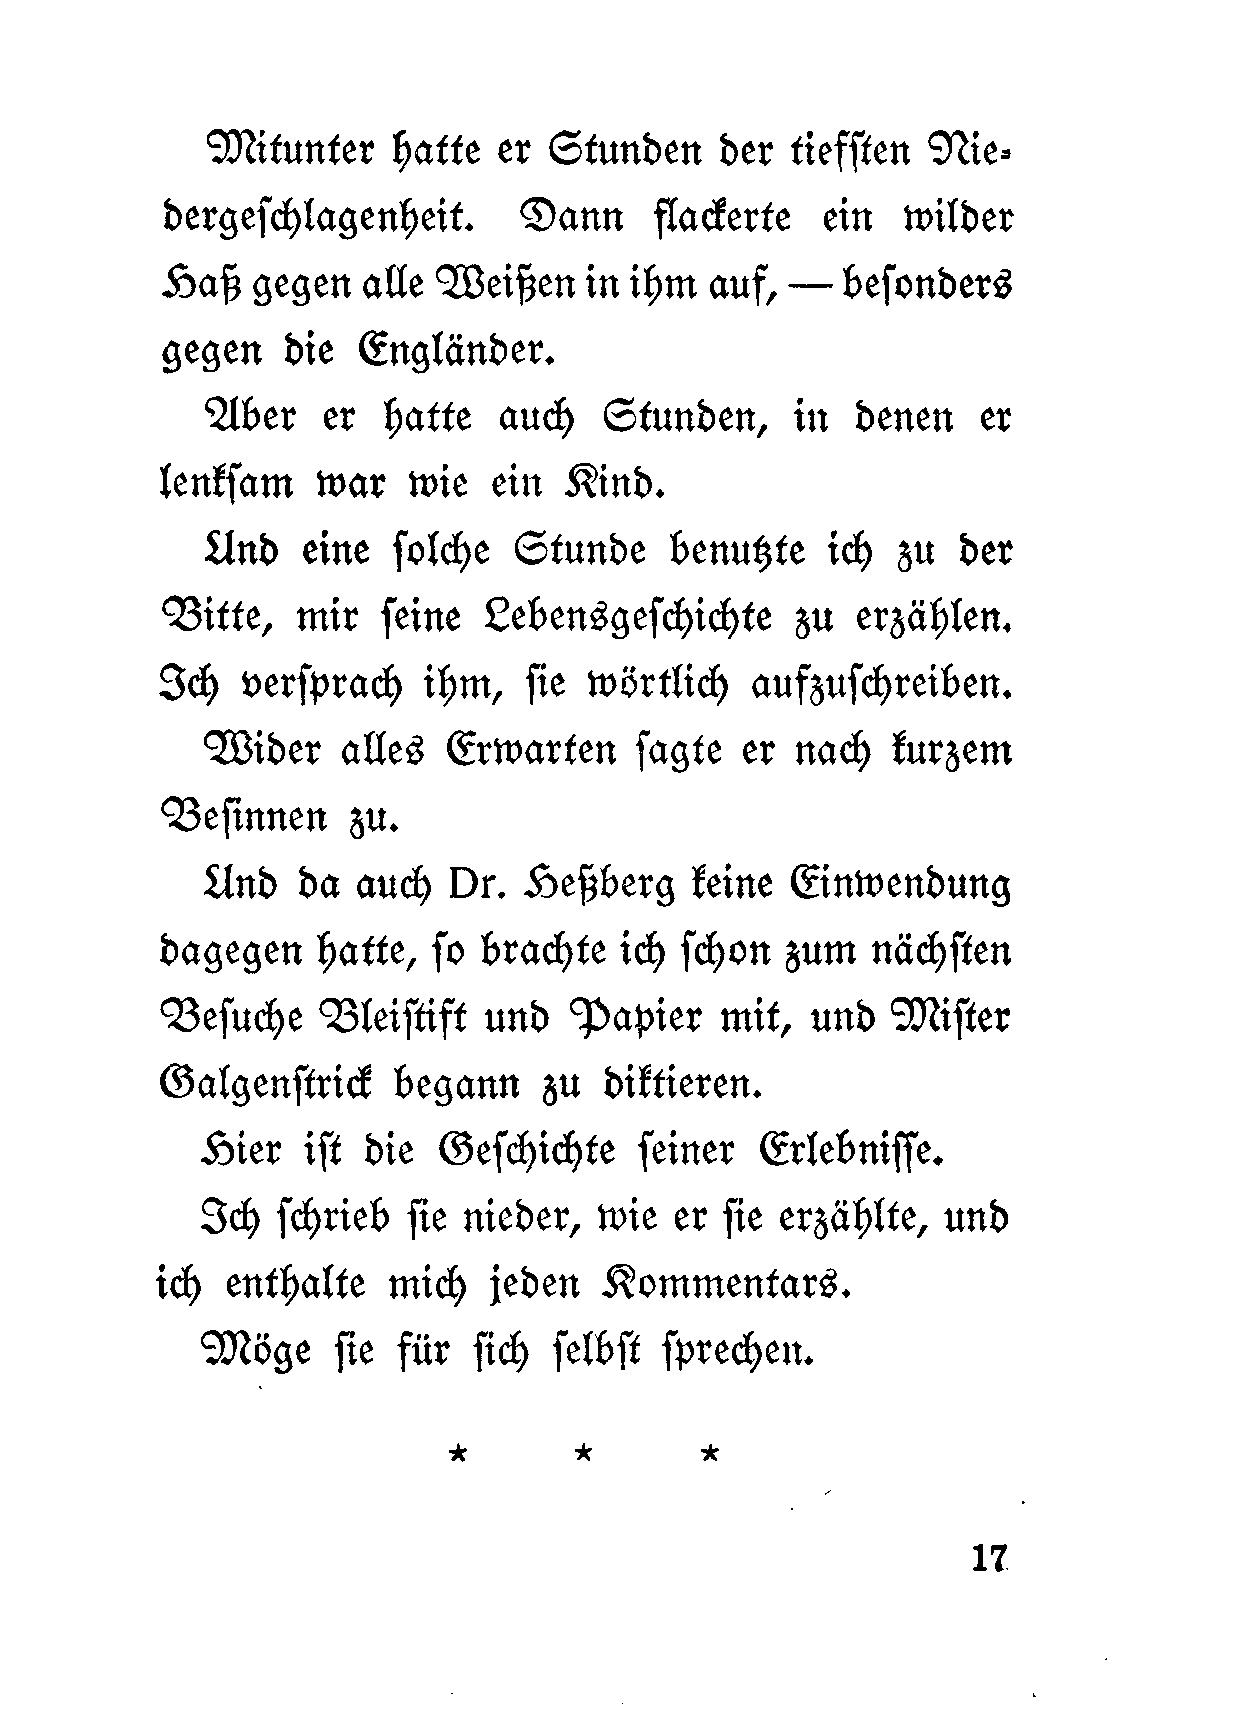 Mitunter hatte er Stunden der tiefsten Nie-
dergeschlagenheit. Dann flackerte ein wilder
Haß gegen alle Weißen in ihm auf, — besonders
gegen die Engländer.
Aber er hatte auch Stunden, in denen er
lenksam war wie ein Kind.
Und eine solche Stunde benutzte ich zu der
Bitte, mir seine Lebensgeschichte zu erzählen.
Ich versprach ihm, sie wörtlich aufzuschreiben.
Wider alles Erwarten sagte er nach kurzem
Besinnen zu.
Und da auch Dr. Heßberg keine Einwendung
dagegen hatte, so brachte ich schon zum nächsten
Besuche Bleistift und Papier mit, und Mister
Galgenstrick begann zu diktieren.
Hier ist die Geschichte seiner Erlebnisse.
Ich schrieb sie nieder, wie er sie erzählte, und
ich enthalte mich jeden Kommentars.
Möge sie für sich selbst sprechen.
* * *
17